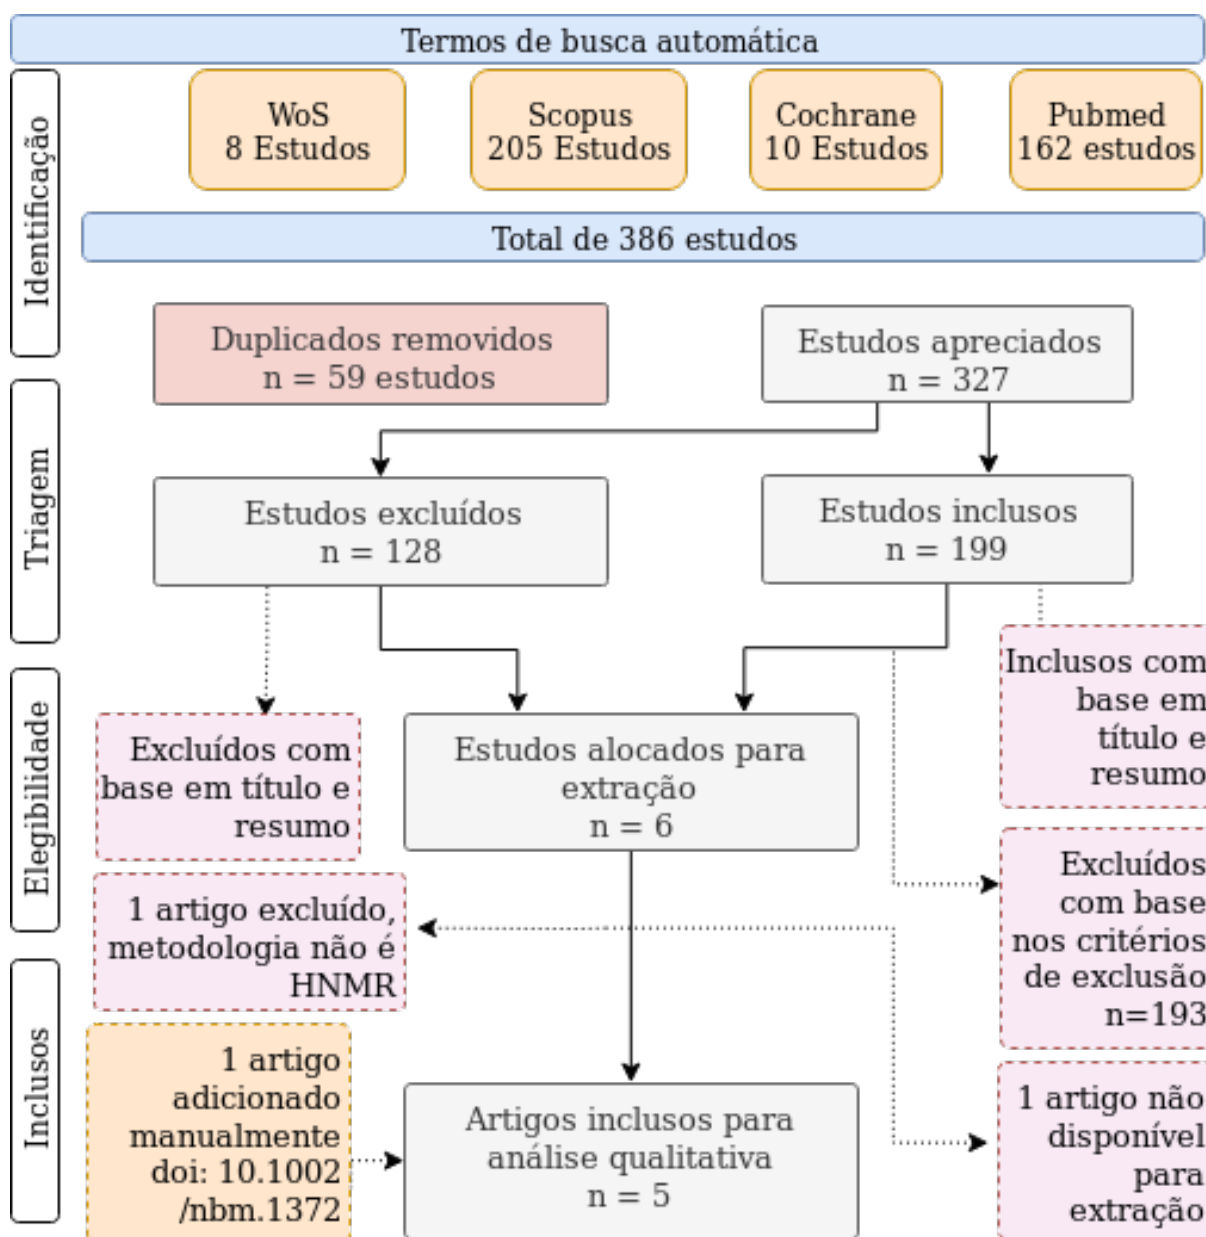 Termos de busca automática
Identificação
WoS
8 Estudos
Scopus
205 Estudos
Cochrane
10 Estudos
Pubmed
162 estudos
Total de 386 estudos
Duplicados removidos
n = 59 estudos
Estudos apreciados
n = 327
Triagem
Estudos excluídos
n = 128
Estudos inclusos
n = 199
Inclusos com
base em
título e
resumo
Elegibilidade
Excluídos com
base em título e
resumo
Estudos alocados para
extração
n = 6
Excluídos
com base
nos critérios
de exclusão
n=193
1 artigo excluído,
metodologia não é
HNMR
Inclusos
1 artigo
adicionado
manualmente
doi: 10.1002
/nbm.1372
Artigos inclusos para
análise qualitativa
n = 5
1 artigo não
disponível
para
extração